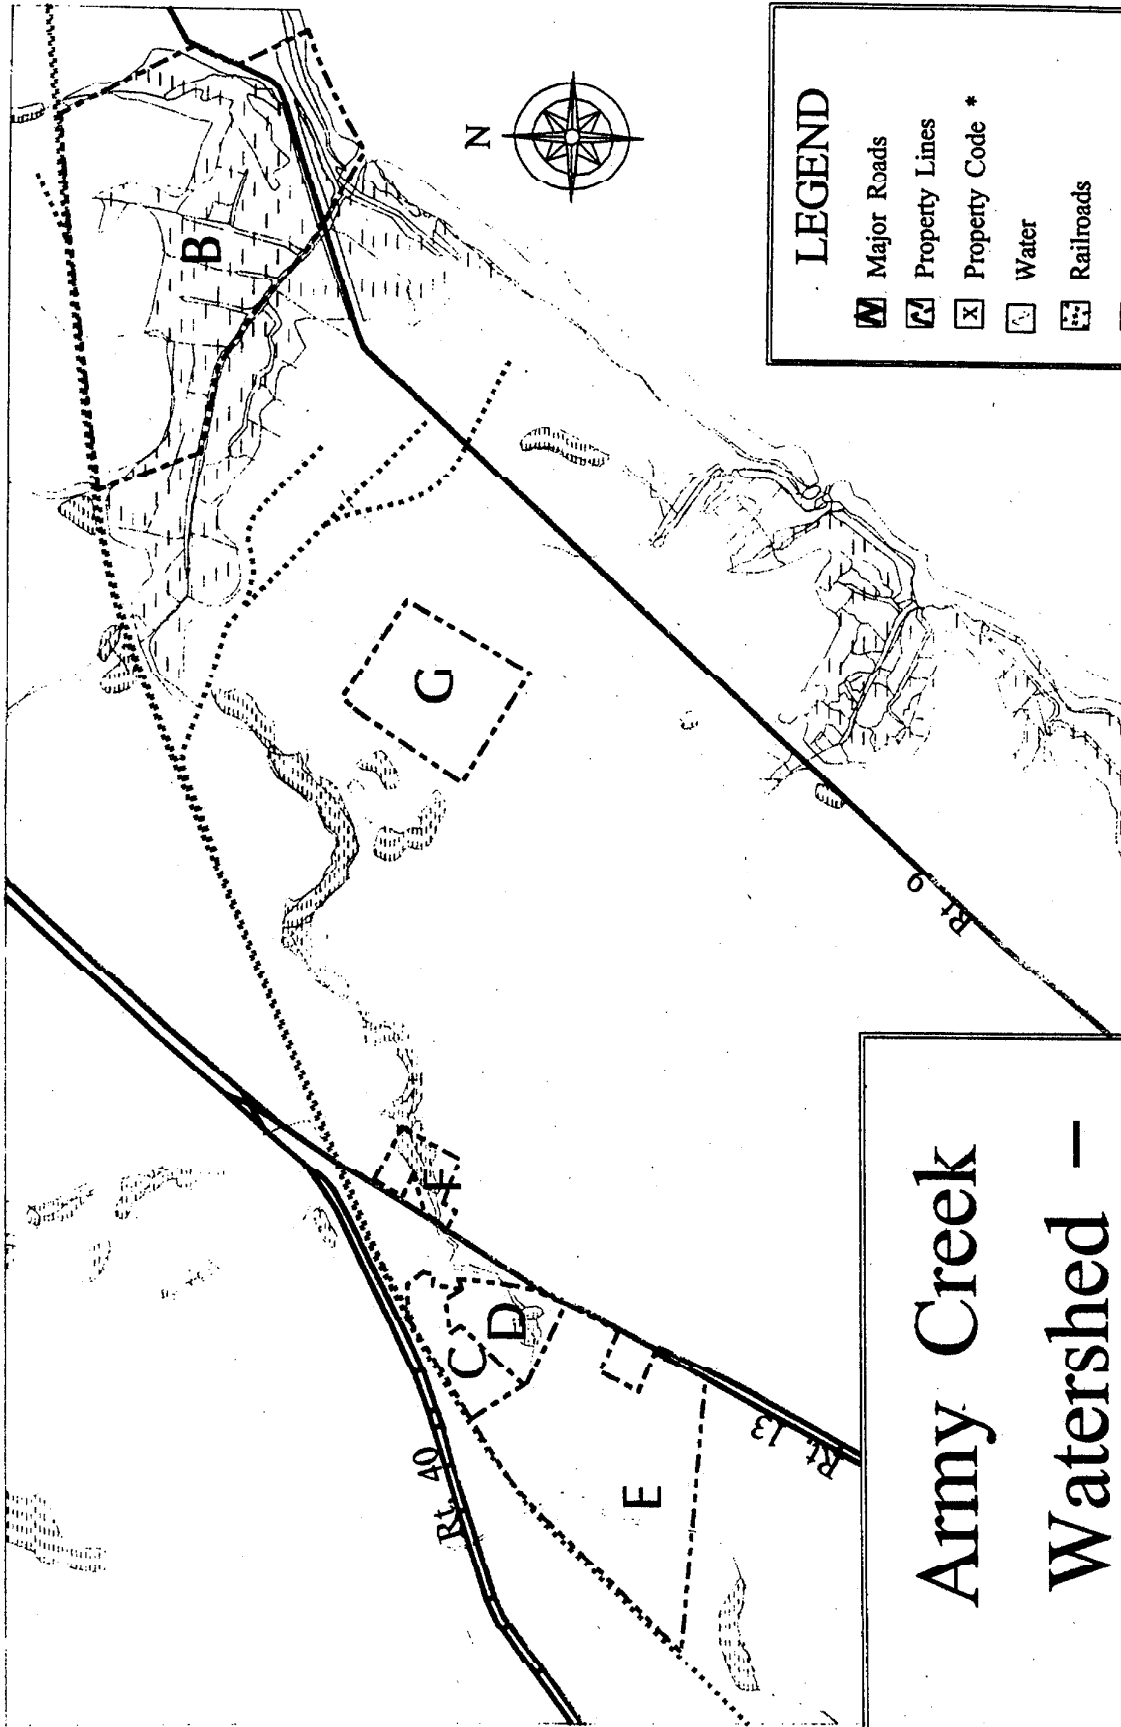 N
B
G
F
C
D
E
Rt. 40
Rt. 13
Rt. 9
LEGEND
Major Roads
Property Lines
X Property Code *
Water
Railroads
Army Creek
Watershed –